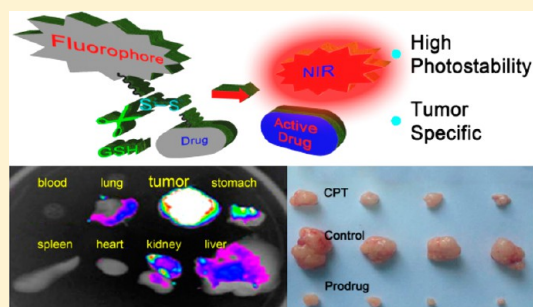 Fluorophore
S-S
GSH
Drug
NIR
Active
Drug
High
Photostability
Tumor
Specific
blood
lung
tumor
stomach
spleen
heart
kidney
liver
CPT
Control
Prodrug